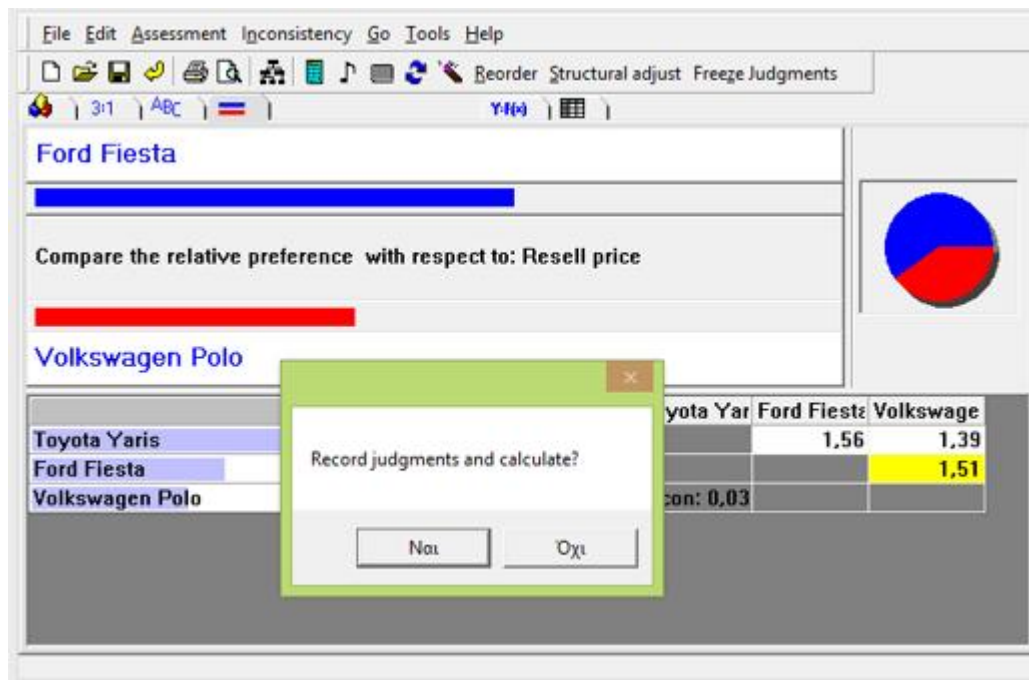 File Edit Assessment Inconsistency Go Tools Help
Reorder Structural adjust Freeze Judgments
3:1 ABC Y:F(x)
Ford Fiesta
Compare the relative preference with respect to: Resell price
Volkswagen Polo
yota Yar Ford Fiesta Volkswage
Toyota Yaris 1,56 1,39
Ford Fiesta 1,51
Volkswagen Polo con: 0,03
Record judgments and calculate?
Ναι Όχι